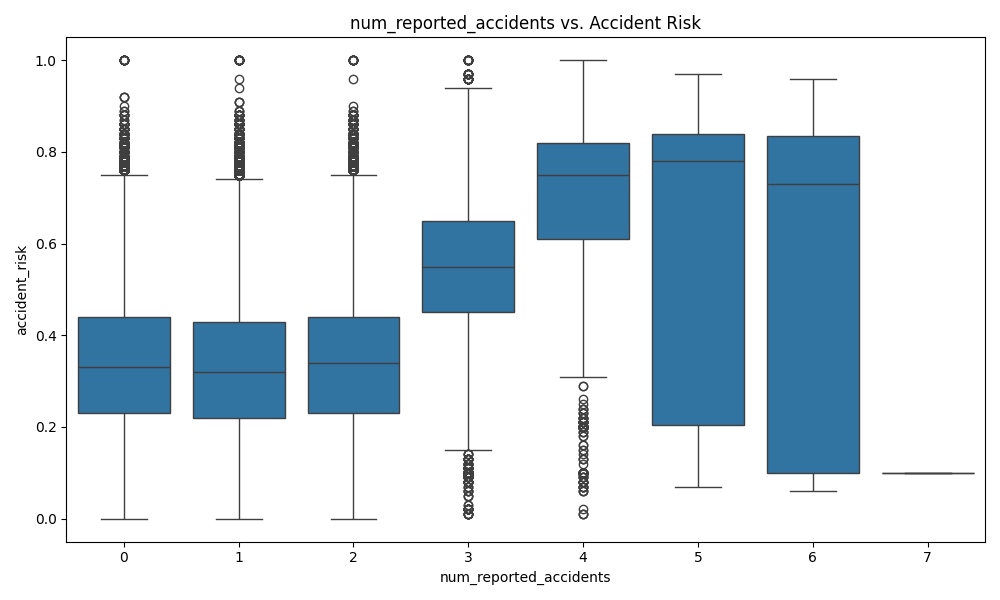 num_reported_accidents vs. Accident Risk
accident_risk
1.0
0.8
0.6
0.4
0.2
0.0
0 1 2 3 4 5 6 7
num_reported_accidents